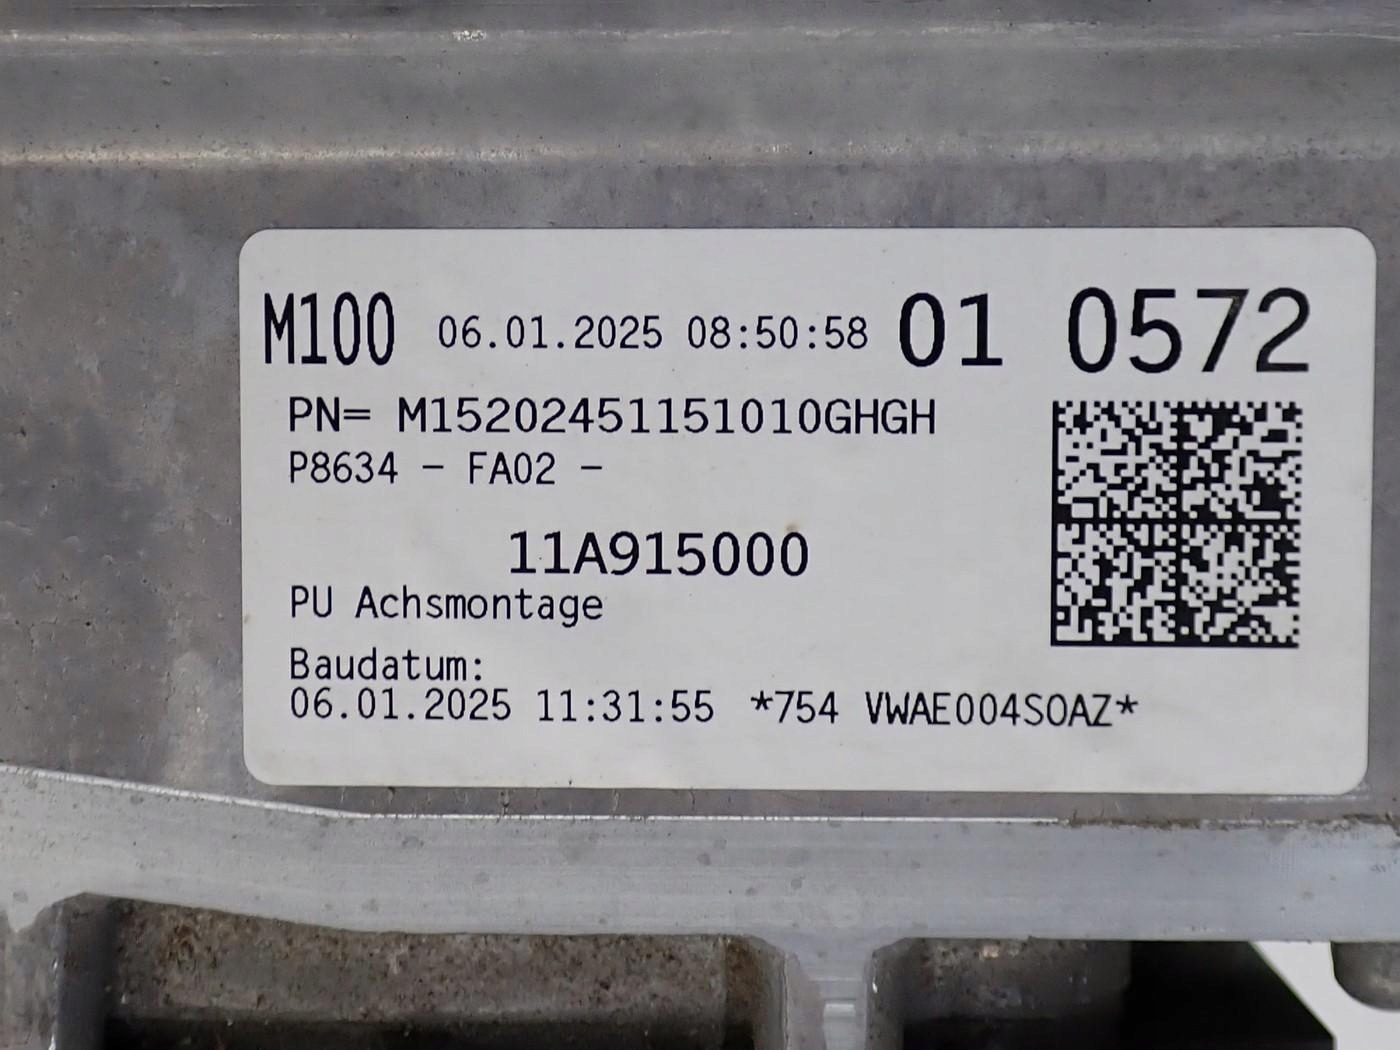 M100 06.01.2025 08:50:58 01 0572
PN= M15202451151010GHGH
P8634 - FA02 -
11A915000
PU Achsmontage
Baudatum:
06.01.2025 11:31:55 *754 VWAE004SOAZ*